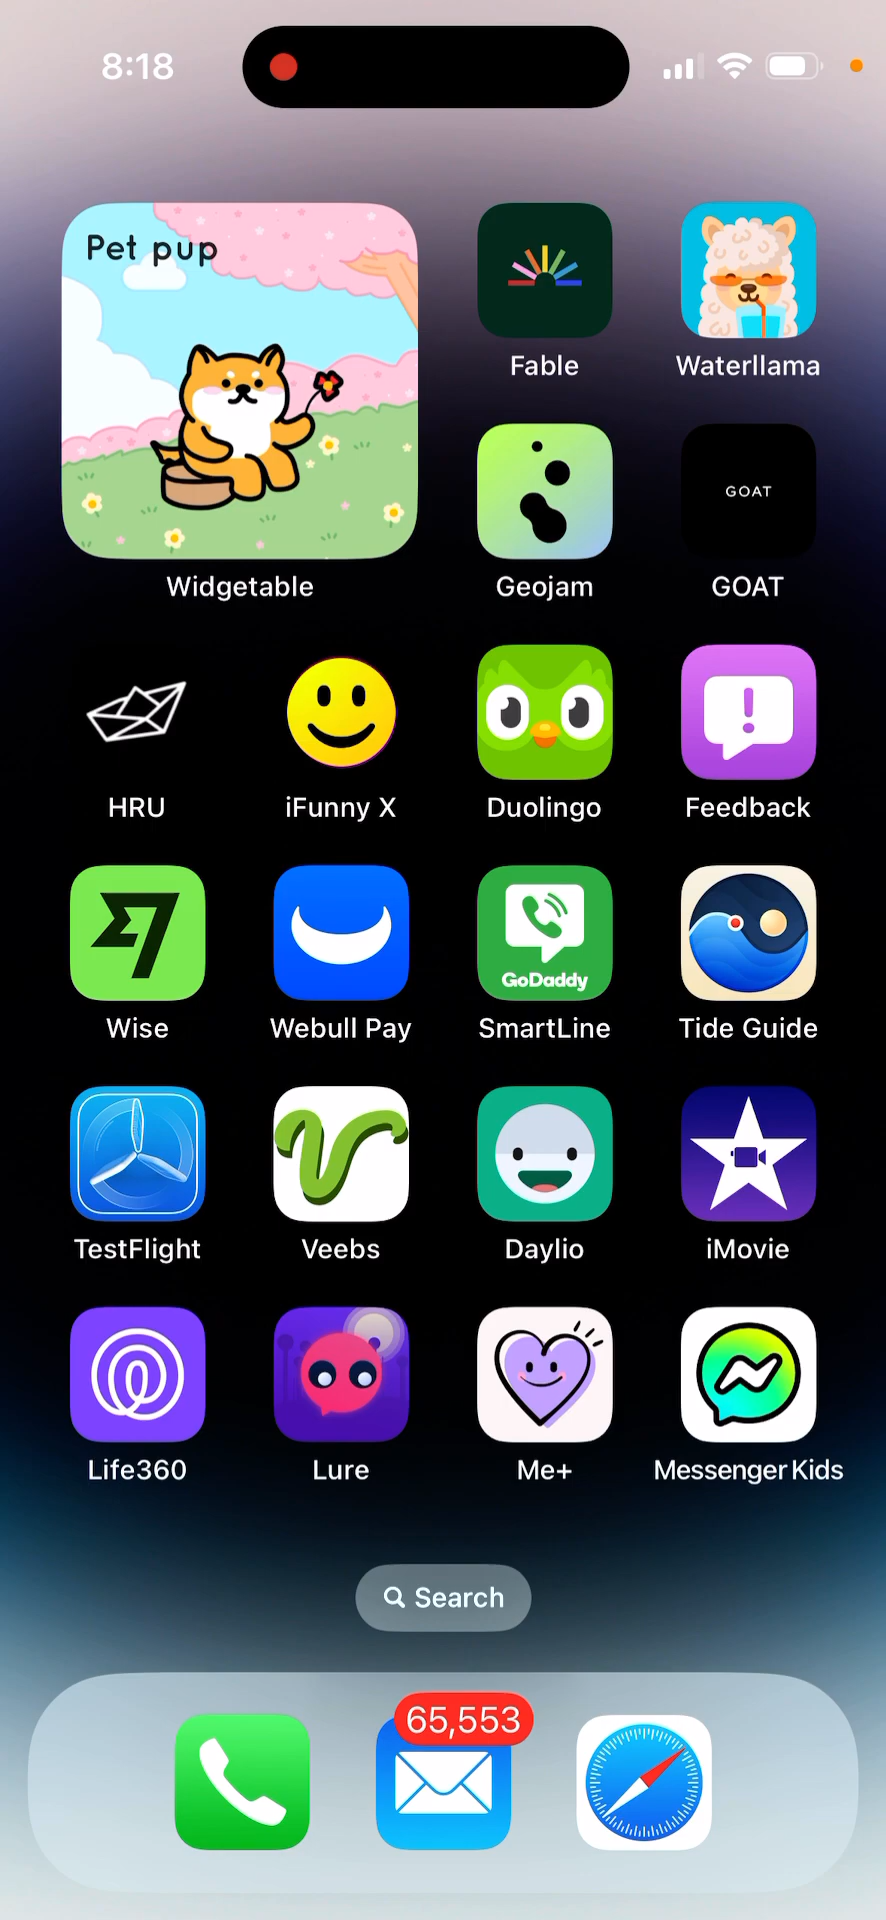 8:18
Pet pup
Fable
Waterllama
GOAT
Widgetable
Geojam
GOAT
HRU
iFunny X
Duolingo
Feedback
GoDaddy
Wise
Webull Pay
SmartLine
Tide Guide
TestFlight
Veebs
Daylio
iMovie
Life360
Lure
Me+
Messenger Kids
Search
65,553